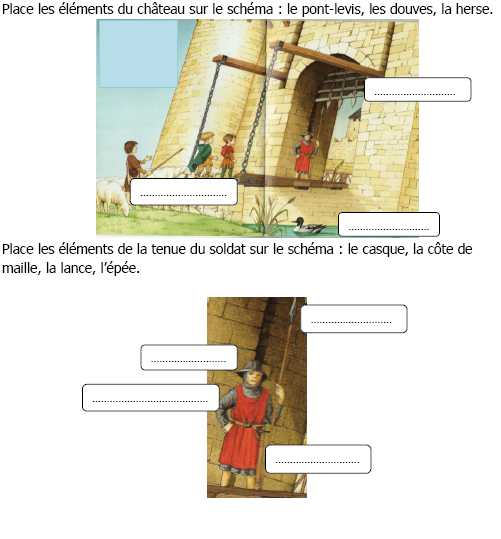 Place les éléments du château sur le schéma : le pont-levis, les douves, la herse.
............................
..............................
............................
Place les éléments de la tenue du soldat sur le schéma : le casque, la côte de
maille, la lance, l’épée.
............................
..........................
........................................
.............................